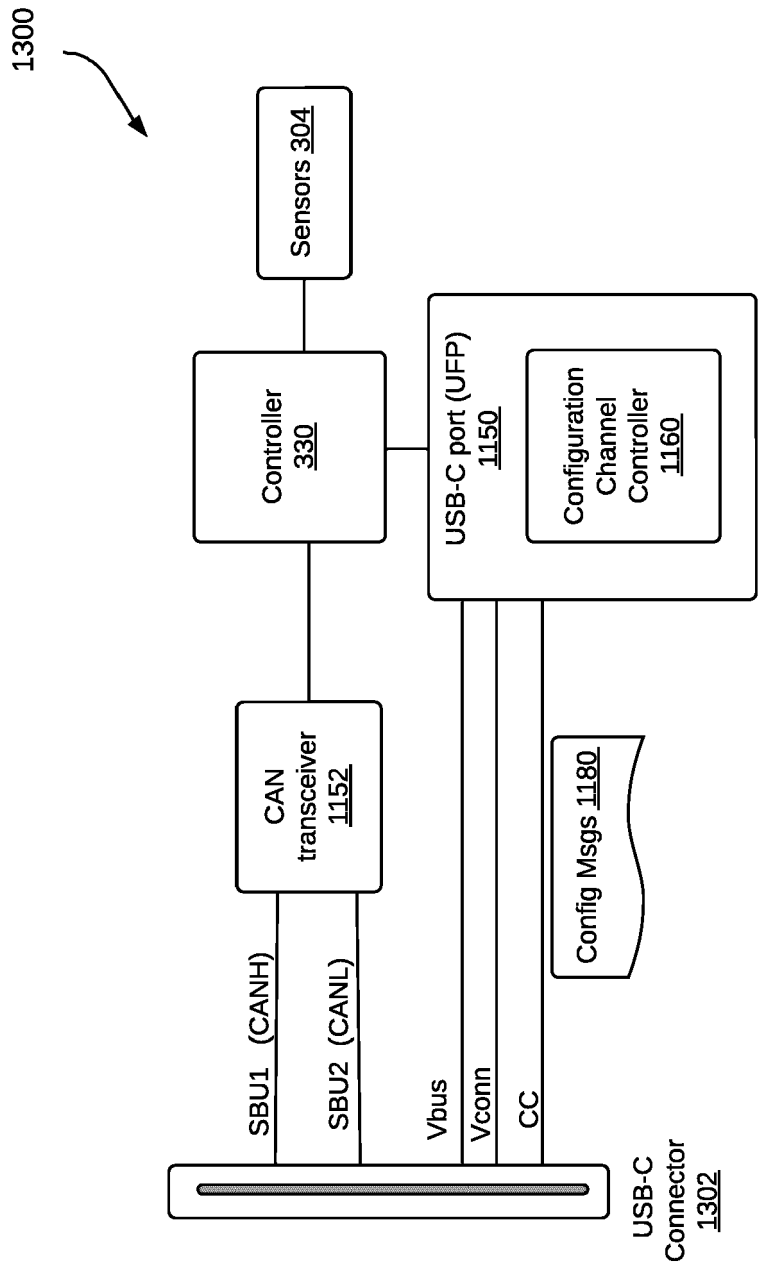 1300
Sensors 304
Controller
330
USB-C port (UFP)
1150
Configuration
Channel
Controller
1160
CAN
transceiver
1152
Config Msgs 1180
SBU1 (CANH)
SBU2 (CANL)
Vbus
Vconn
CC
USB-C
Connector
1302